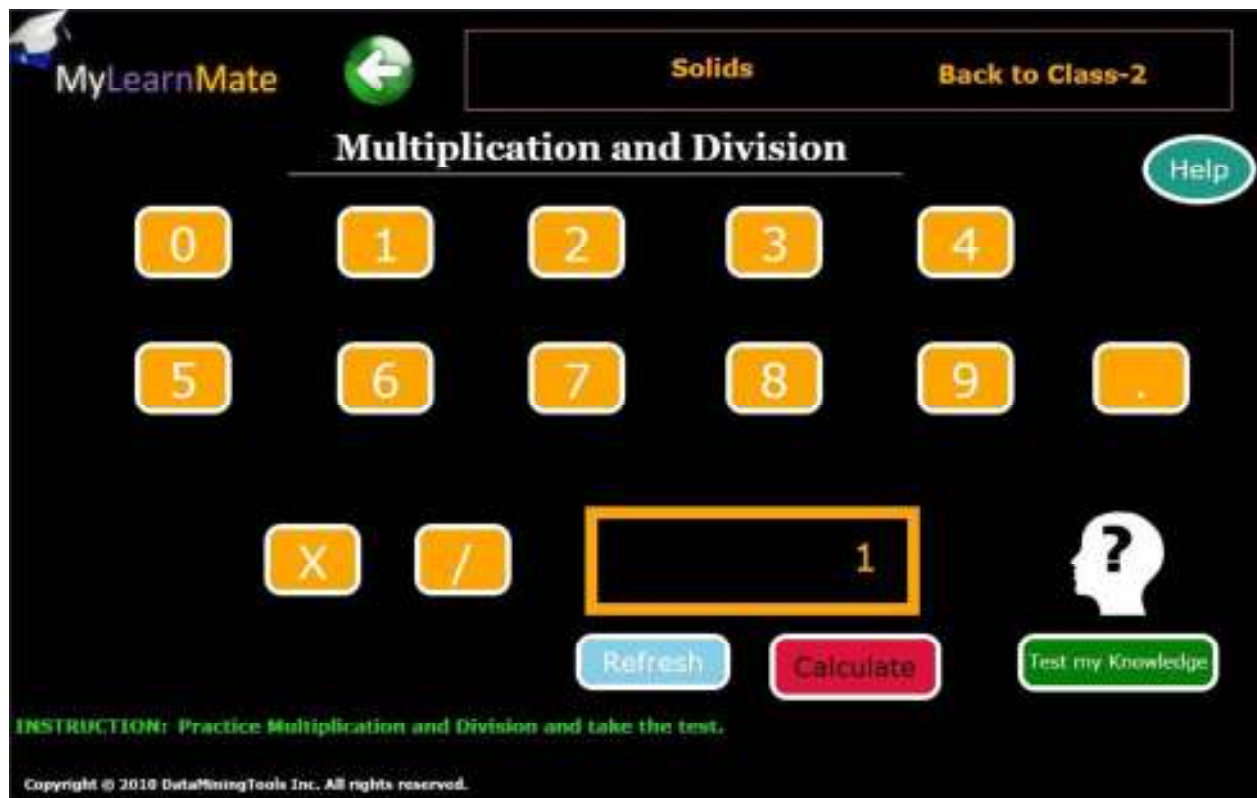 MyLearnMate
Solids Back to Class-2
Multiplication and Division
Help
0 1 2 3 4
5 6 7 8 9 .
X / 1
?
Refresh Calculate Test my Knowledge
INSTRUCTION: Practice Multiplication and Division and take the test.
Copyright © 2010 DataMiningTools Inc. All rights reserved.